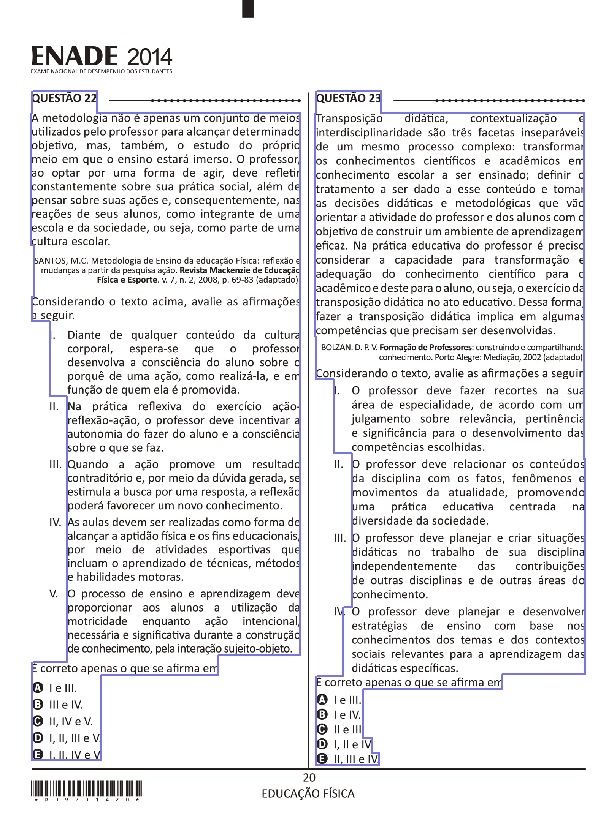 ENADE 2014
EXAME NACIONAL DE DESEMPENHO DOS ESTUDANTES
QUESTÃO 22
A metodologia não é apenas um conjunto de meios
utilizados pelo professor para alcançar determinado
objetivo, mas, também, o estudo do próprio
meio em que o ensino estará imerso. O professor,
ao optar por uma forma de agir, deve refletir
constantemente sobre sua prática social, além de
pensar sobre suas ações e, consequentemente, nas
reações de seus alunos, como integrante de uma
escola e da sociedade, ou seja, como parte de uma
cultura escolar.
SANTOS, M.C. Metodologia de Ensino da educação Física: reflexão e
mudanças a partir da pesquisa ação. Revista Mackenzie de Educação
Física e Esporte. v. 7, n. 2, 2008, p. 69-83 (adaptado)
Considerando o texto acima, avalie as afirmações
a seguir.
I. Diante de qualquer conteúdo da cultura
corporal, espera-se que o professor
desenvolva a consciência do aluno sobre o
porquê de uma ação, como realizá-la, e em
função de quem ela é promovida.
II. Na prática reflexiva do exercício ação-
reflexão-ação, o professor deve incentivar a
autonomia do fazer do aluno e a consciência
sobre o que se faz.
III. Quando a ação promove um resultado
contraditório e, por meio da dúvida gerada, se
estimula a busca por uma resposta, a reflexão
poderá favorecer um novo conhecimento.
IV. As aulas devem ser realizadas como forma de
alcançar a aptidão física e os fins educacionais,
por meio de atividades esportivas que
incluam o aprendizado de técnicas, métodos
e habilidades motoras.
V. O processo de ensino e aprendizagem deve
proporcionar aos alunos a utilização da
motricidade enquanto ação intencional,
necessária e significativa durante a construção
de conhecimento, pela interação sujeito-objeto.
É correto apenas o que se afirma em
A I e III.
B III e IV.
C II, IV e V.
D I, II, III e V.
E I, II, IV e V.
QUESTÃO 23
Transposição didática, contextualização e
interdisciplinaridade são três facetas inseparáveis
de um mesmo processo complexo: transformar
os conhecimentos científicos e acadêmicos em
conhecimento escolar a ser ensinado; definir o
tratamento a ser dado a esse conteúdo e tomar
as decisões didáticas e metodológicas que vão
orientar a atividade do professor e dos alunos com o
objetivo de construir um ambiente de aprendizagem
eficaz. Na prática educativa do professor é preciso
considerar a capacidade para transformação e
adequação do conhecimento científico para o
acadêmico e deste para o aluno, ou seja, o exercício da
transposição didática no ato educativo. Dessa forma,
fazer a transposição didática implica em algumas
competências que precisam ser desenvolvidas.
BOLZAN. D. P. V. Formação de Professores: construindo e compartilhando
conhecimento. Porto Alegre: Mediação, 2002 (adaptado)
Considerando o texto, avalie as afirmações a seguir
I. O professor deve fazer recortes na sua
área de especialidade, de acordo com um
julgamento sobre relevância, pertinência
e significância para o desenvolvimento das
competências escolhidas.
II. O professor deve relacionar os conteúdos
da disciplina com os fatos, fenômenos e
movimentos da atualidade, promovendo
uma prática educativa centrada na
diversidade da sociedade.
III. O professor deve planejar e criar situações
didáticas no trabalho de sua disciplina
independentemente das contribuições
de outras disciplinas e de outras áreas do
conhecimento.
IV. O professor deve planejar e desenvolver
estratégias de ensino com base nos
conhecimentos dos temas e dos contextos
sociais relevantes para a aprendizagem das
didáticas específicas.
É correto apenas o que se afirma em
A I e III.
B I e IV.
C II e III
D I, II e IV
E II, III e IV.
20
EDUCAÇÃO FÍSICA